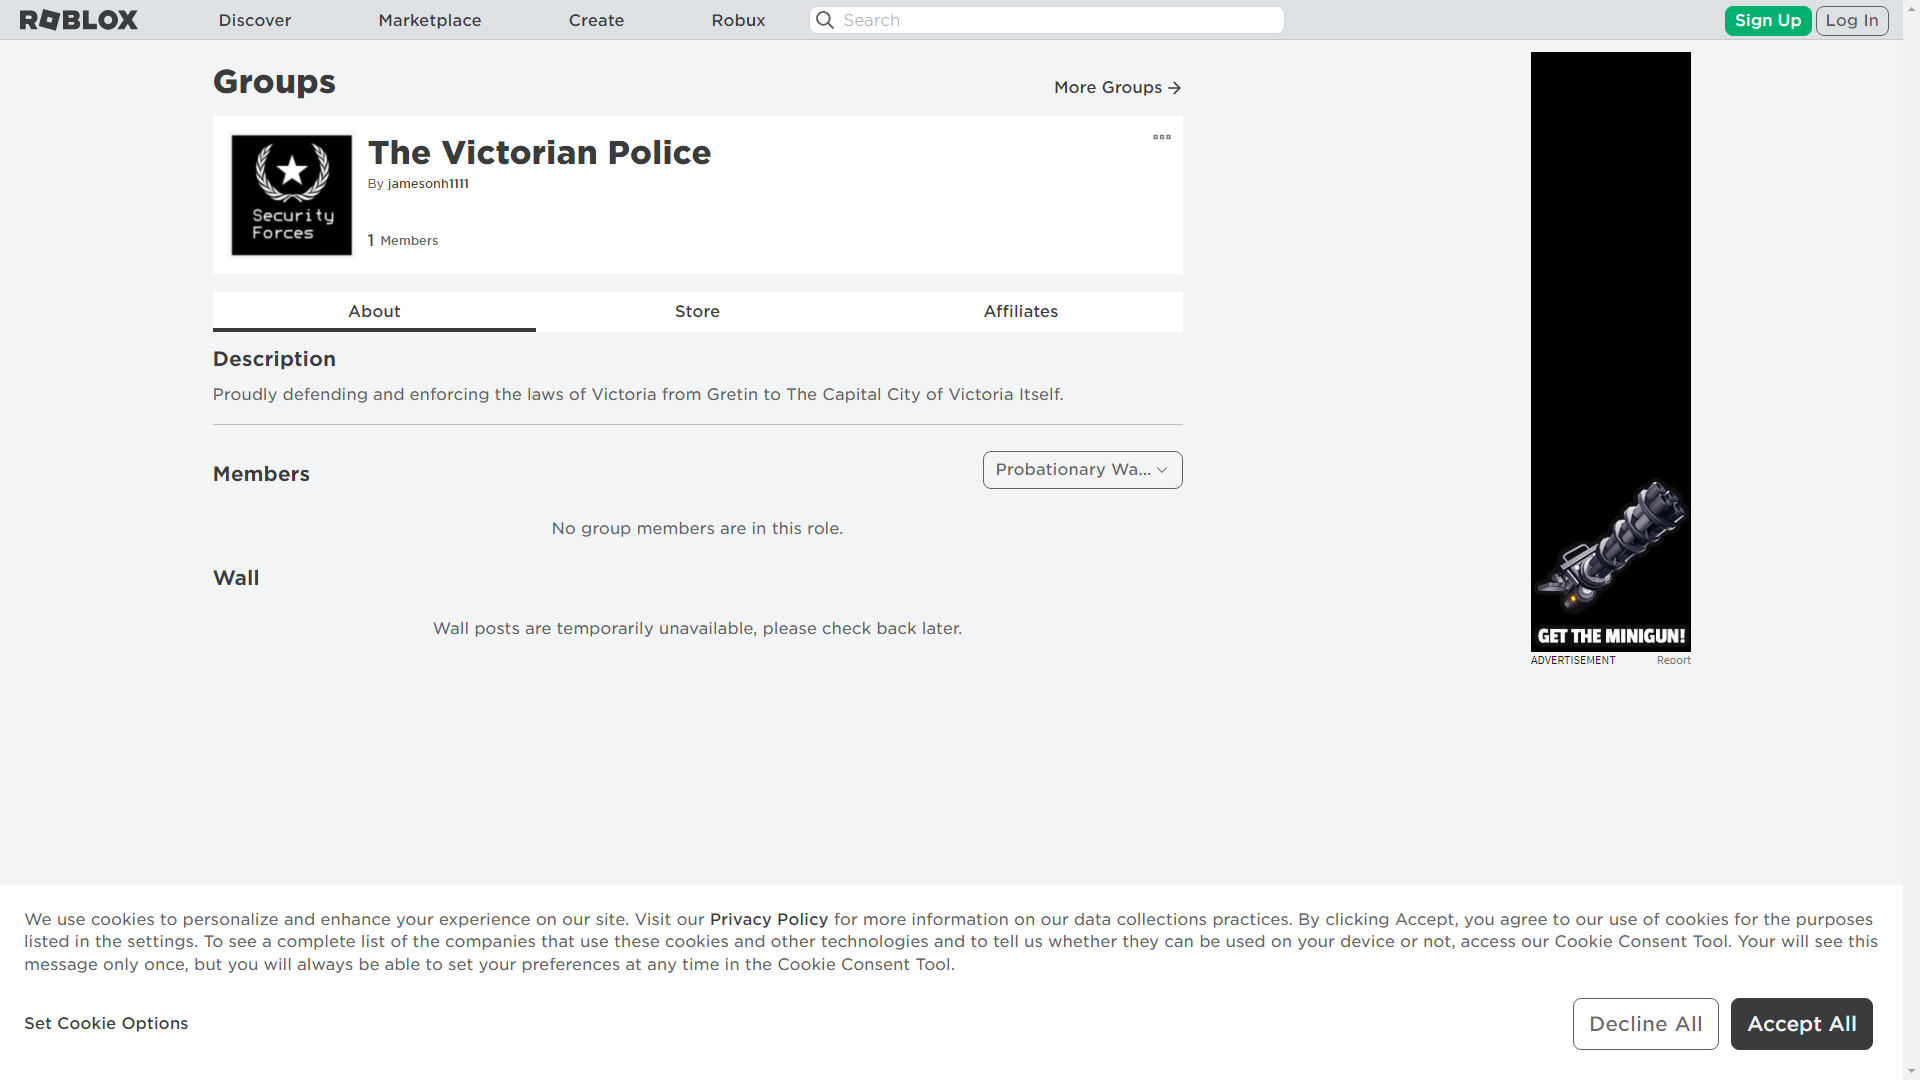 ROBLOX Discover Marketplace Create Robux Search Sign Up Log In
Groups
More Groups
Security
Forces
The Victorian Police
By jamesonh1111
1 Members
About Store Affiliates
Description
Proudly defending and enforcing the laws of Victoria from Gretin to The Capital City of Victoria Itself.
Members
Probationary Wa...
No group members are in this role.
Wall
Wall posts are temporarily unavailable, please check back later.
GET THE MINIGUN!
ADVERTISEMENT Report
We use cookies to personalize and enhance your experience on our site. Visit our Privacy Policy for more information on our data collections practices. By clicking Accept, you agree to our use of cookies for the purposes
listed in the settings. To see a complete list of the companies that use these cookies and other technologies and to tell us whether they can be used on your device or not, access our Cookie Consent Tool. Your will see this
message only once, but you will always be able to set your preferences at any time in the Cookie Consent Tool.
Set Cookie Options
Decline All
Accept All